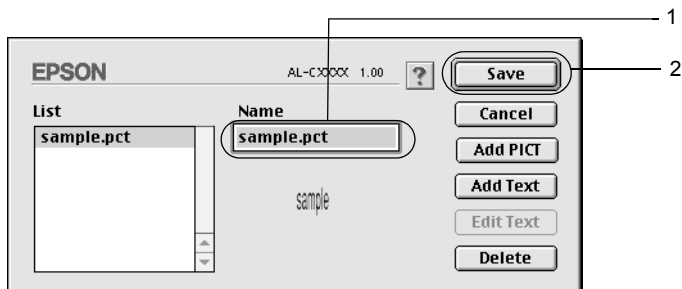 1
EPSON AL-CXXXX 1.00 ? Save 2
List Name Cancel
sample.pct sample.pct
Add PICT
sample
Add Text
Edit Text
Delete